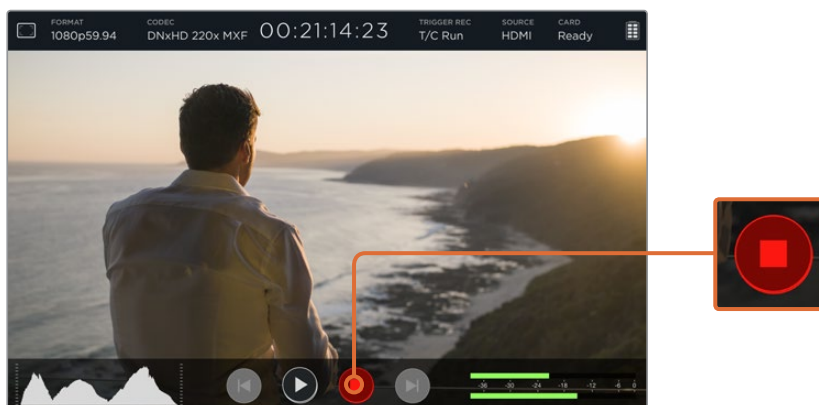 FORMAT
1080p59.94
CODEC
DNxHD 220x MXF
00:21:14:23
TRIGGER REC
T/C Run
SOURCE
HDMI
CARD
Ready
-36 -30 -24 -18 -12 -6 0